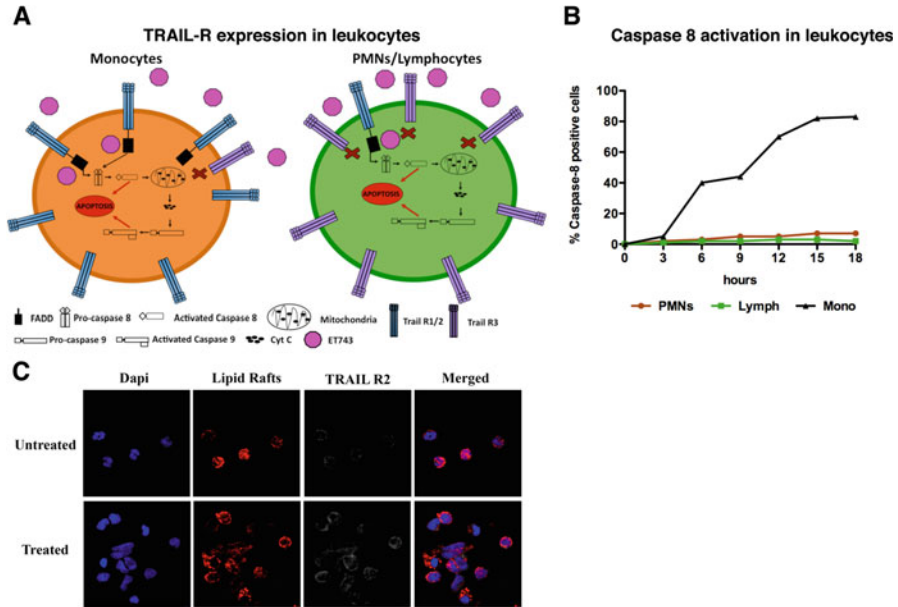 A
TRAIL-R expression in leukocytes
Monocytes
PMNs/Lymphocytes
APOPTOSIS
APOPTOSIS
FADD
Pro-caspase 8
Activated Caspase 8
Mitochondria
Trail R1/2
Trail R3
Pro-caspase 9
Activated Caspase 9
Cyt C
ET743
B
Caspase 8 activation in leukocytes
% Caspase-8 positive cells
100
80
60
40
20
0
0 3 6 9 12 15 18
hours
PMNs Lymph Mono
C
Dapi Lipid Rafts TRAIL R2 Merged
Untreated
Treated